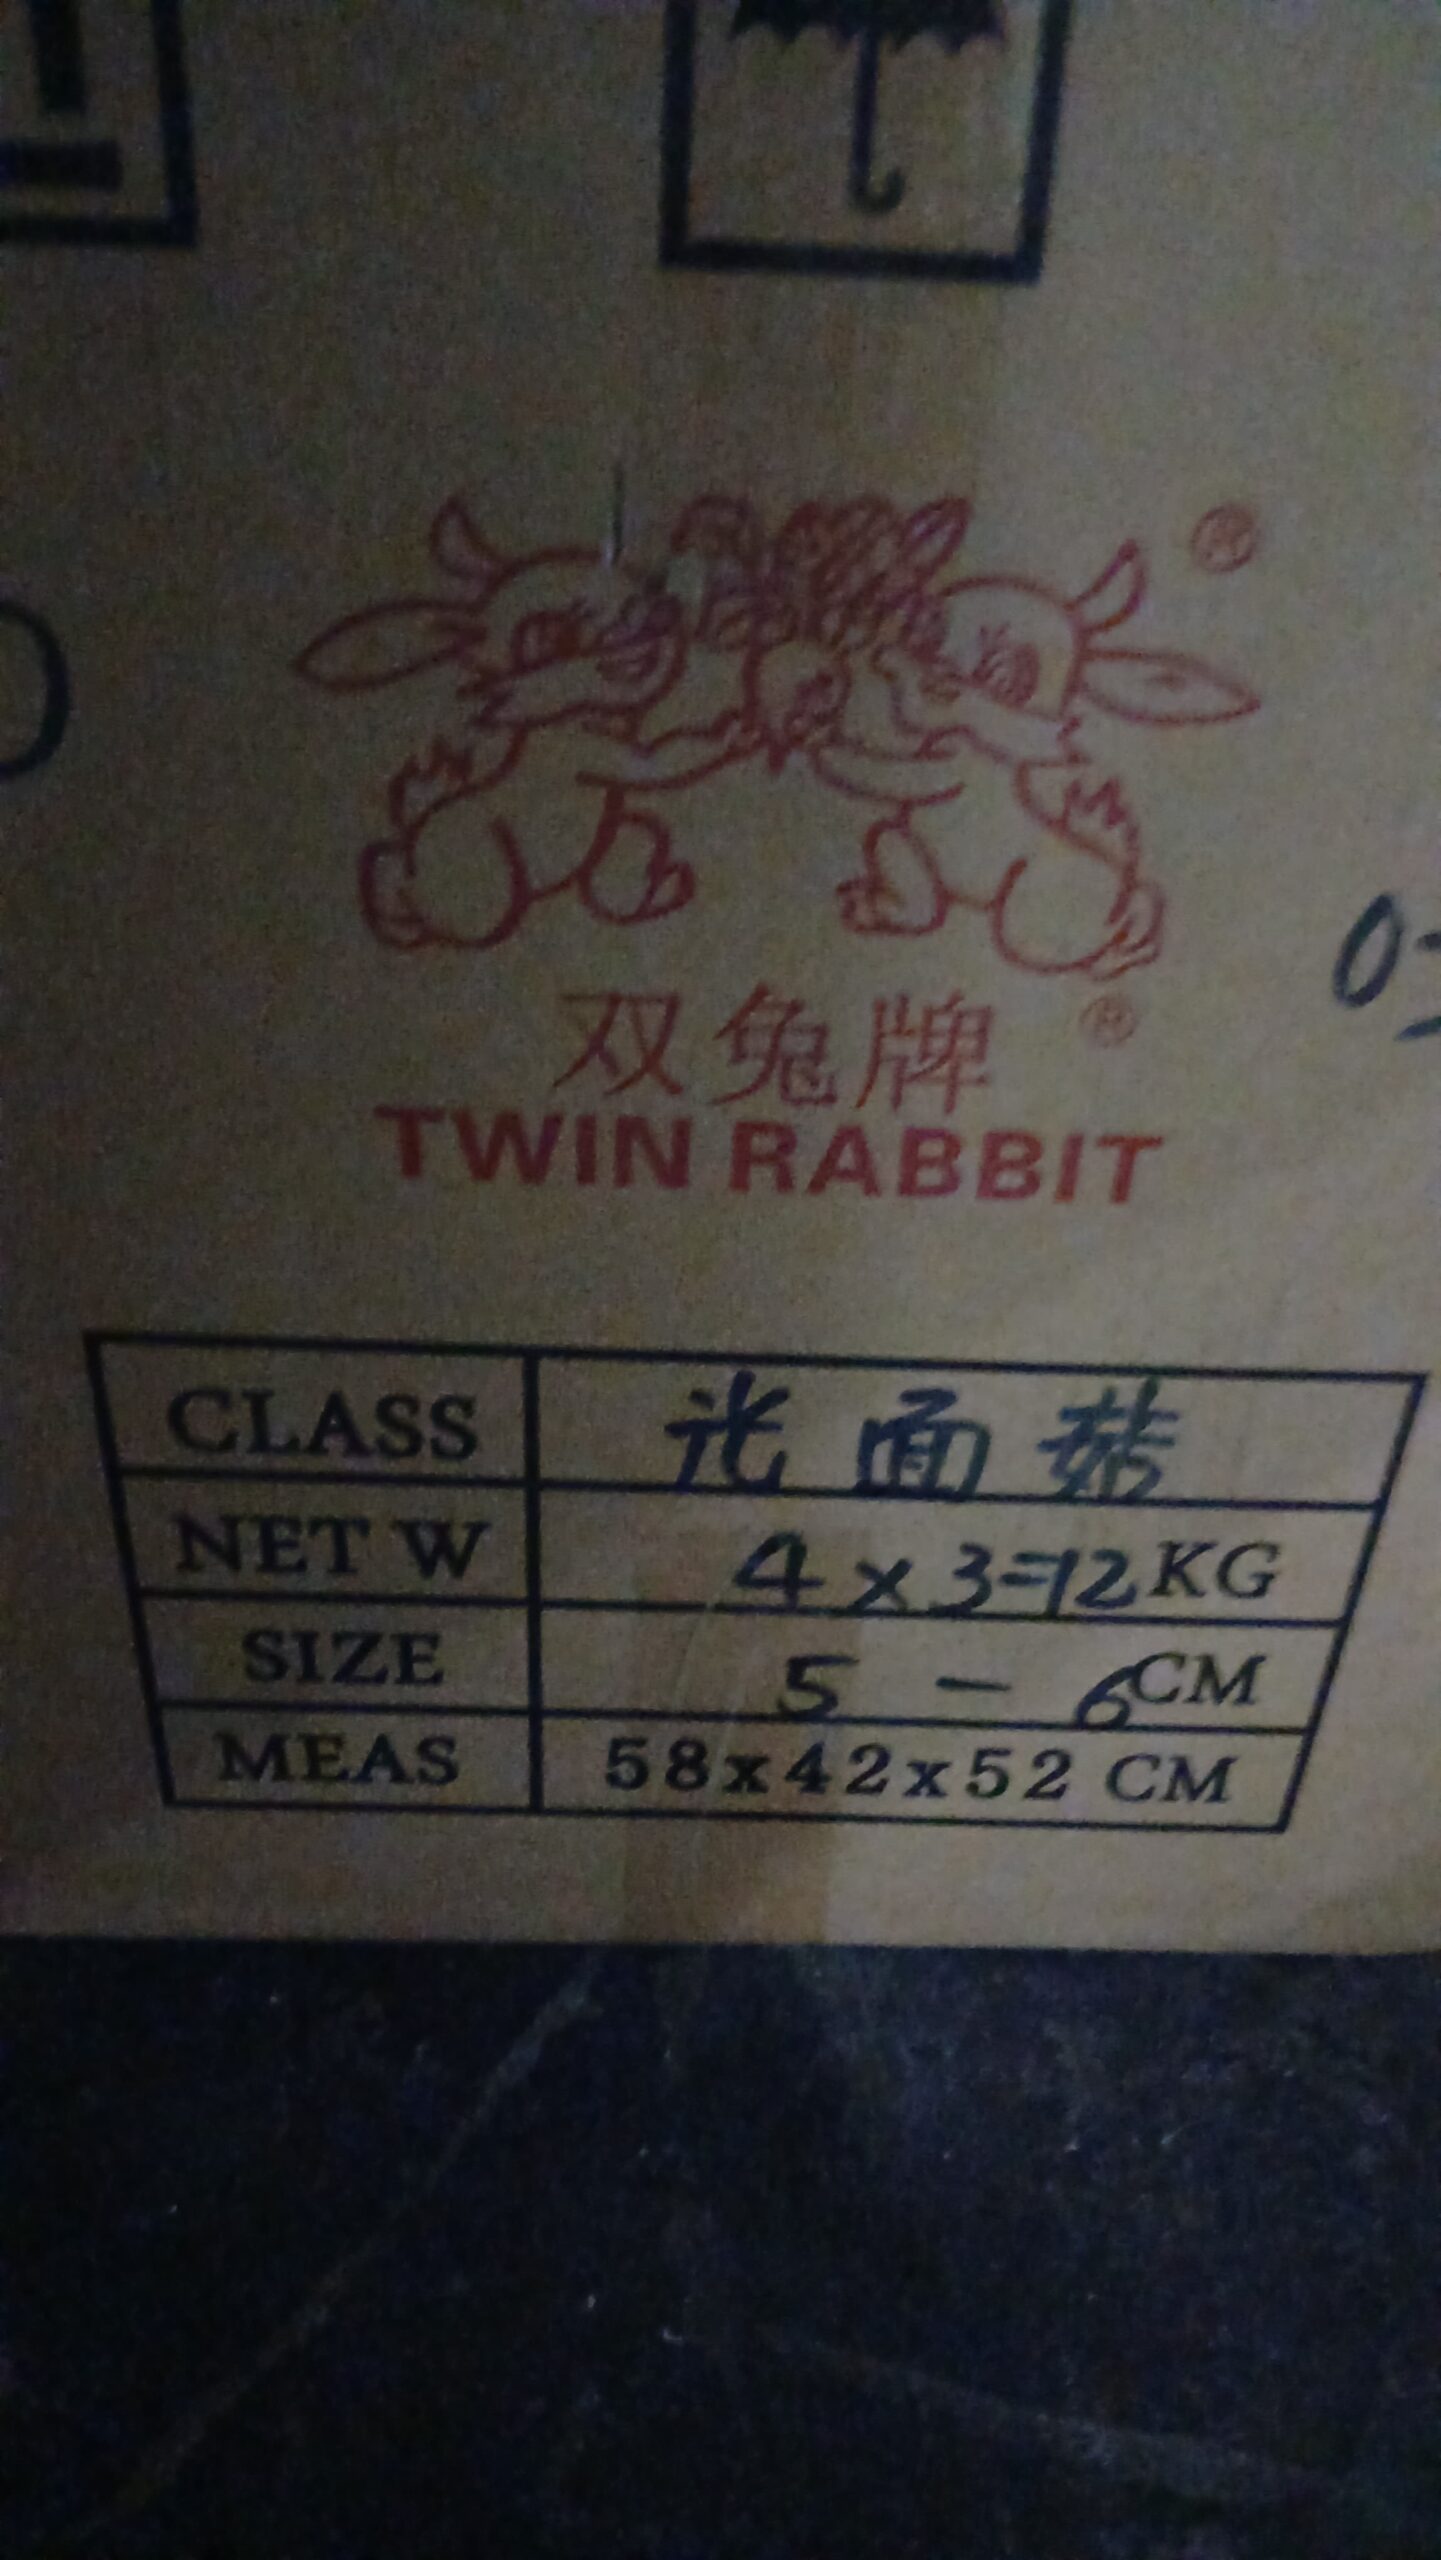 ®
双兔牌 ®
TWIN RABBIT
CLASS 光面菇
NET W 4x3=12KG
SIZE 5 - 6CM
MEAS 58x42x52 CM